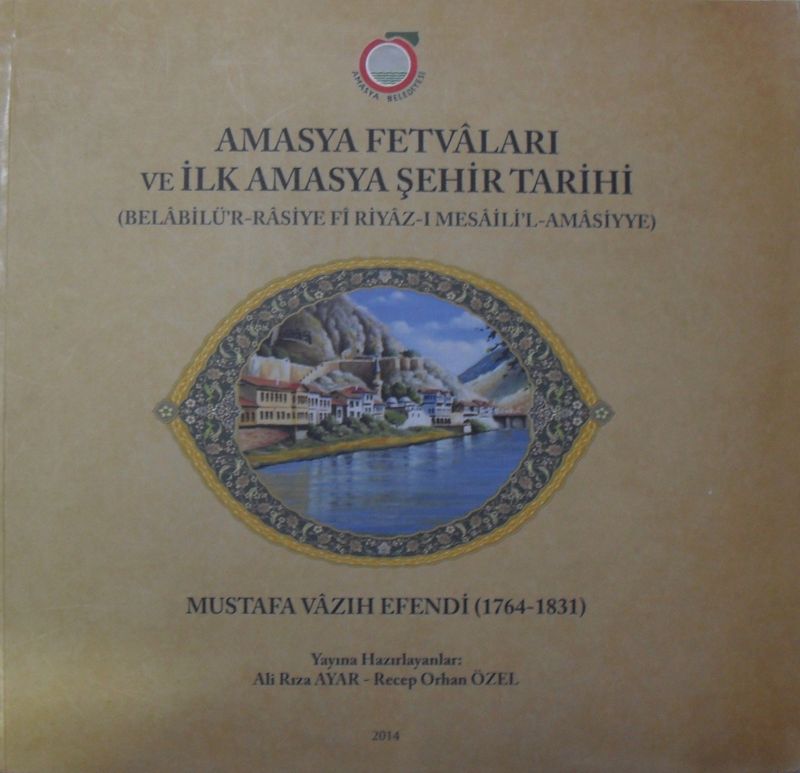 AMASYA BELEDİYESİ
AMASYA FETVÂLARI
VE İLK AMASYA ŞEHİR TARİHİ
(BELÂBİLÜ'R-RÂSİYE FÎ RİYÂZ-I MESÂİLİ'L-AMÂSİYYE)
MUSTAFA VÂZIH EFENDİ (1764-1831)
Yayına Hazırlayanlar:
Ali Rıza AYAR - Recep Orhan ÖZEL
2014